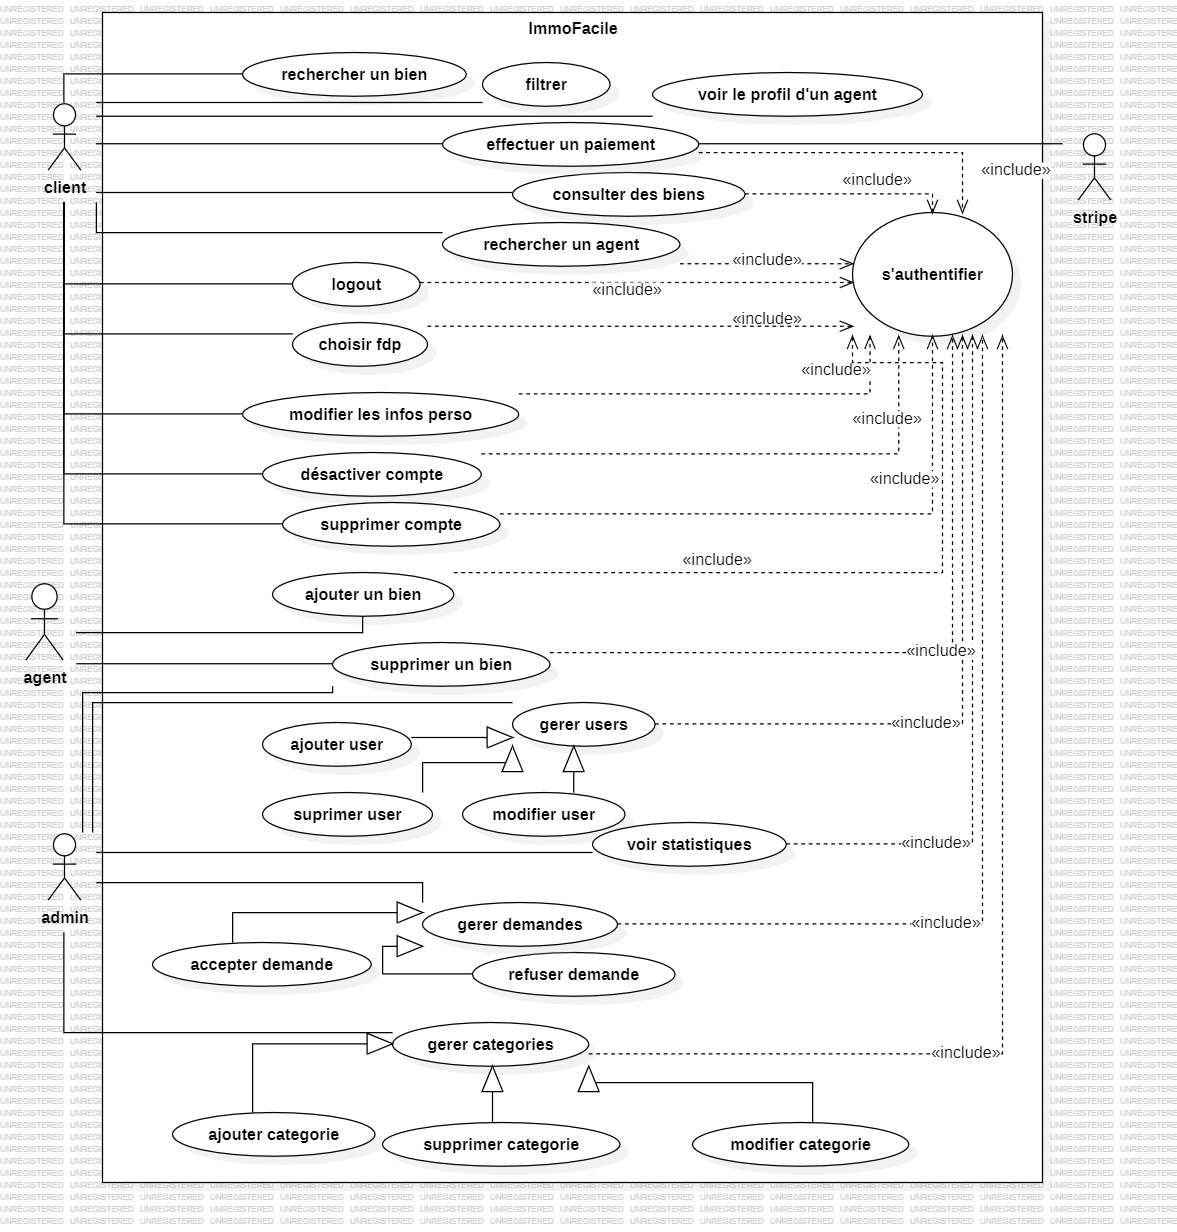 ImmoFacile
rechercher un bien
filtrer
voir le profil d'un agent
effectuer un paiement
«include»
client
«include»
consulter des biens
stripe
rechercher un agent
«include»
s'authentifier
logout
«include»
«include»
choisir fdp
«include»
modifier les infos perso
«include»
désactiver compte
«include»
supprimer compte
«include»
ajouter un bien
«include»
supprimer un bien
agent
«include»
gerer users
ajouter user
suprimer user
modifier user
voir statistiques
«include»
admin
gerer demandes
«include»
accepter demande
refuser demande
gerer categories
«include»
ajouter categorie
supprimer categorie
modifier categorie
UNREGISTERED